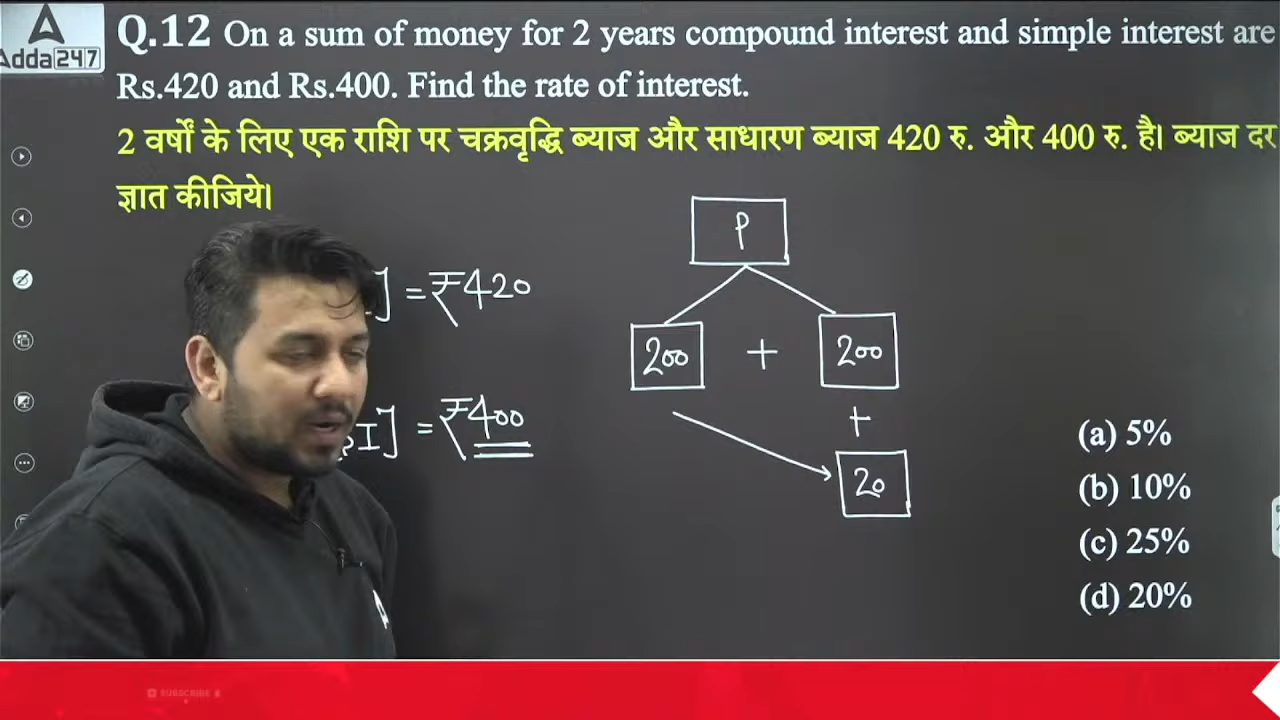 Adda247
Q.12 On a sum of money for 2 years compound interest and simple interest are
Rs.420 and Rs.400. Find the rate of interest.
2 वर्षों के लिए एक राशि पर चक्रवृद्धि ब्याज और साधारण ब्याज 420 रु. और 400 रु. है। ब्याज दर
ज्ञात कीजिये।
P
I] = ₹420
200 + 200
I] = ₹400
+
20
(a) 5%
(b) 10%
(c) 25%
(d) 20%
SUBSCRIBE